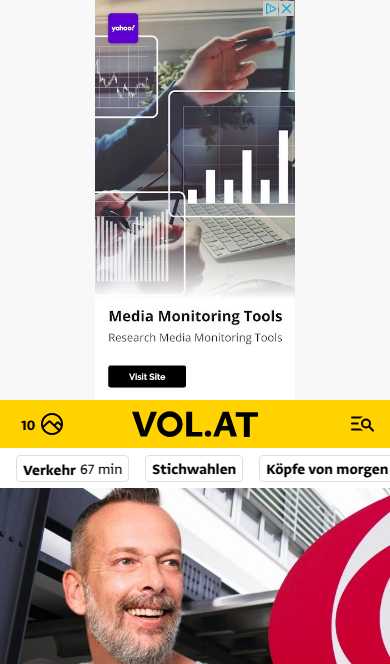 yahoo!
Media Monitoring Tools
Research Media Monitoring Tools
Visit Site
10
VOL.AT
Verkehr 67 min
Stichwahlen
Köpfe von morgen